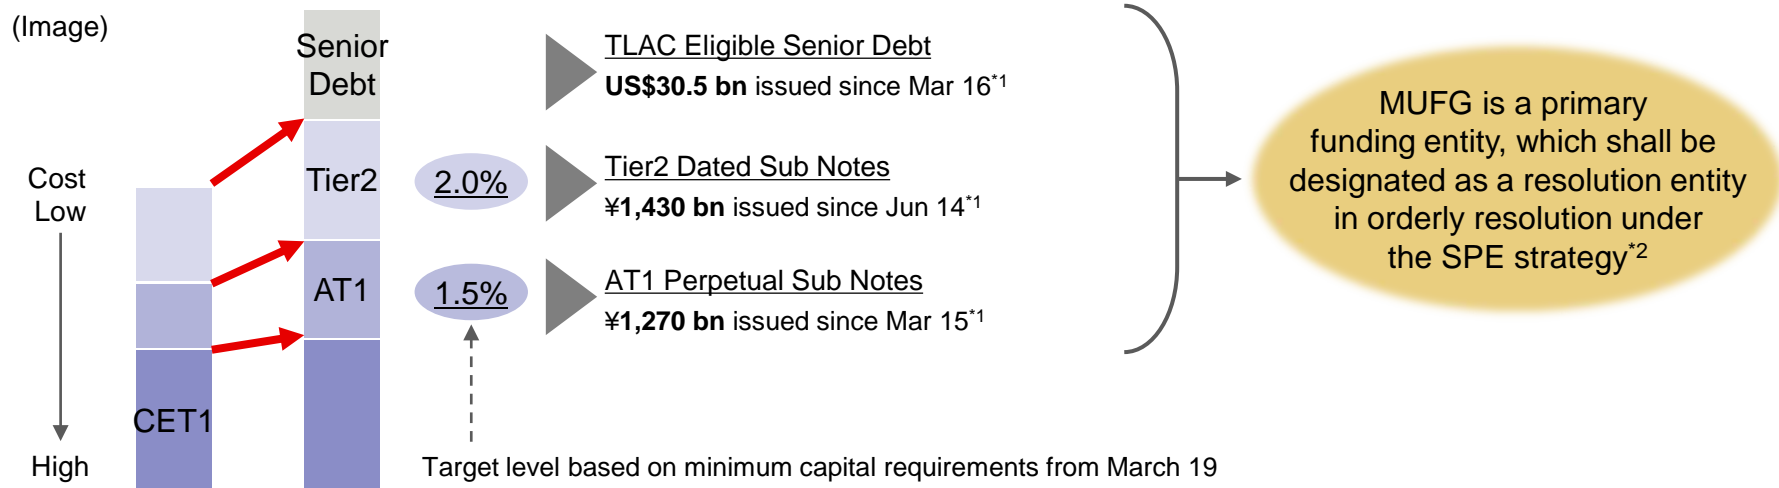 (Image)
Cost
Low
High
CET1
Senior
Debt
Tier2
AT1
2.0%
1.5%
TLAC Eligible Senior Debt
US$30.5 bn issued since Mar 16*1
Tier2 Dated Sub Notes
¥1,430 bn issued since Jun 14*1
AT1 Perpetual Sub Notes
¥1,270 bn issued since Mar 15*1
Target level based on minimum capital requirements from March 19
MUFG is a primary
funding entity, which shall be
designated as a resolution entity
in orderly resolution under
the SPE strategy*2